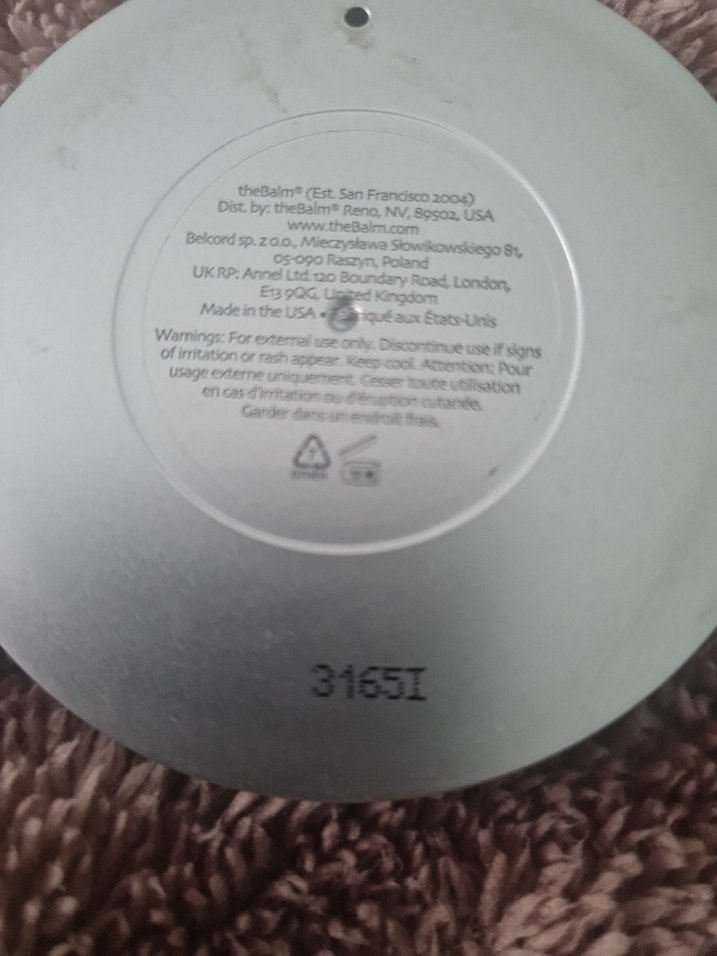 theBalm® (Est. San Francisco 2004)
Dist. by: theBalm® Reno, NV, 89502, USA
www.theBalm.com
Belcord sp. z o.o., Mieczysława Słowikowskiego 81,
05-090 Raszyn, Poland
UK RP: Annel Ltd. 120 Boundary Road, London,
E13 9QG, United Kingdom
Made in the USA • Fabriqué aux États-Unis
Warnings: For external use only. Discontinue use if signs
of irritation or rash appear. Keep cool. Attention: Pour
usage externe uniquement. Cesser toute utilisation
en cas d'irritation ou d'éruption cutanée.
Garder dans un endroit frais.
3165I